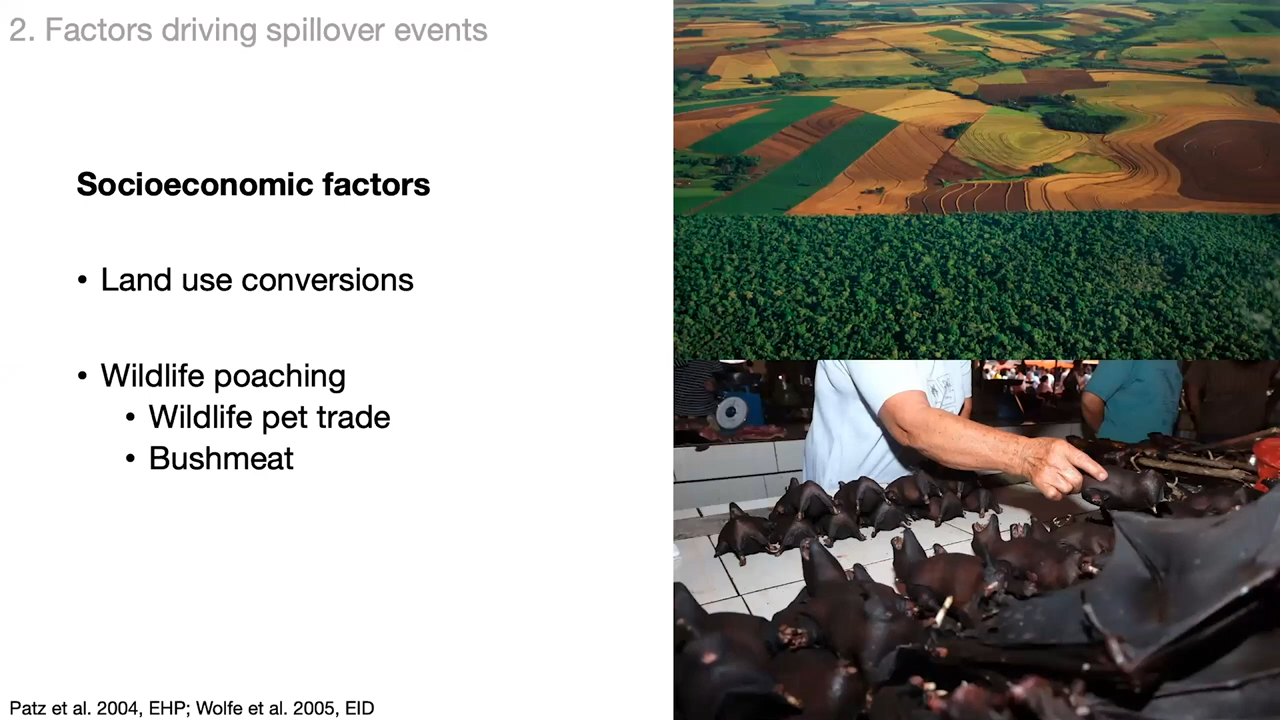 2. Factors driving spillover events
Socioeconomic factors
• Land use conversions
• Wildlife poaching
• Wildlife pet trade
• Bushmeat
Patz et al. 2004, EHP; Wolfe et al. 2005, EID